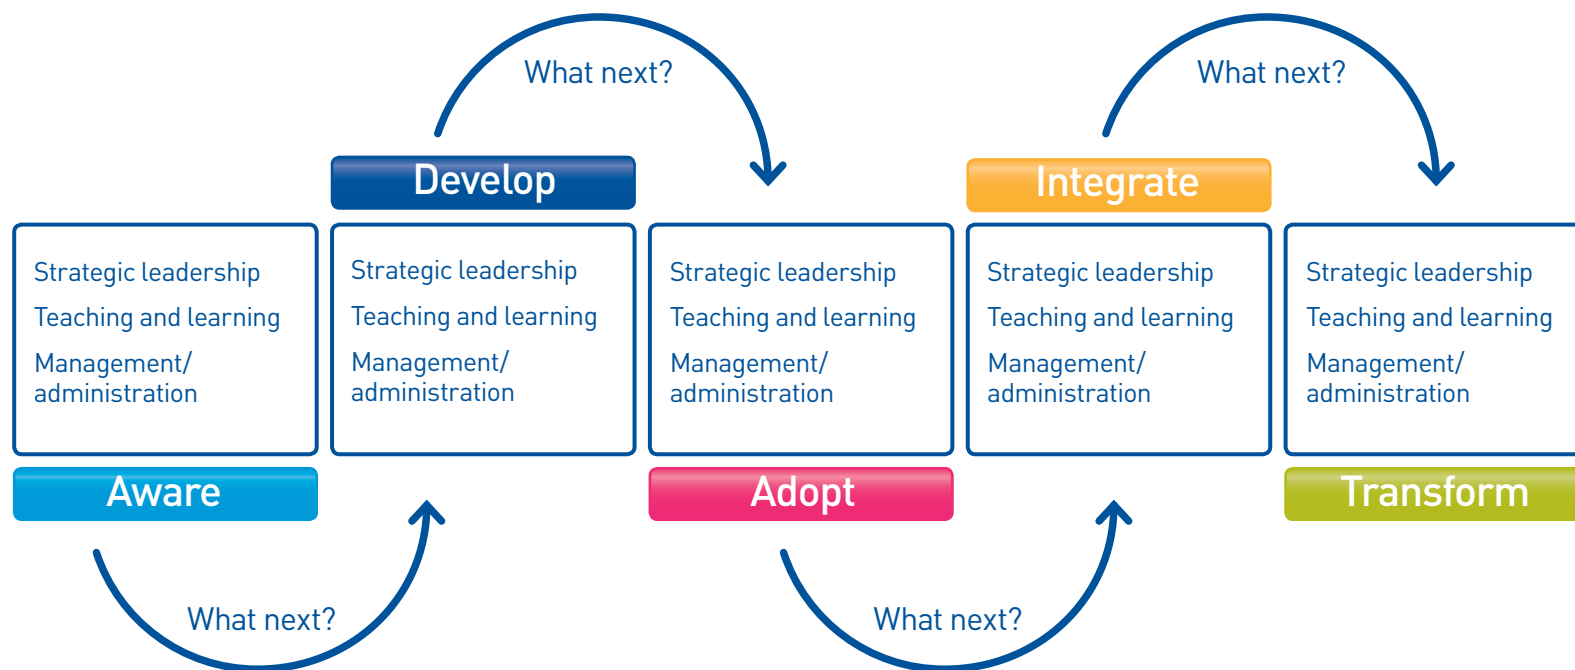 What next?
What next?
Develop
Integrate
Strategic leadership
Teaching and learning
Management/
administration
Strategic leadership
Teaching and learning
Management/
administration
Strategic leadership
Teaching and learning
Management/
administration
Strategic leadership
Teaching and learning
Management/
administration
Strategic leadership
Teaching and learning
Management/
administration
Aware
Adopt
Transform
What next?
What next?